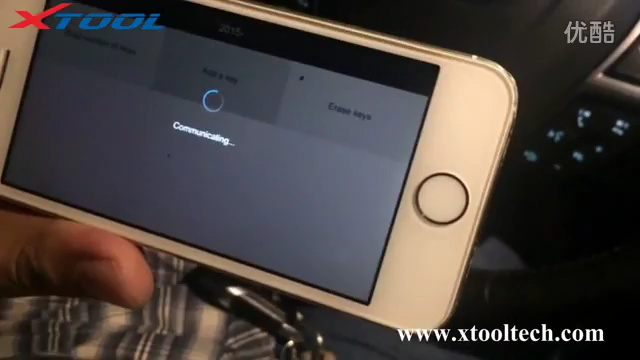 XTOOL
优酷
2015-
Add a key
Erase keys
Communicating...
www.xtooltech.com